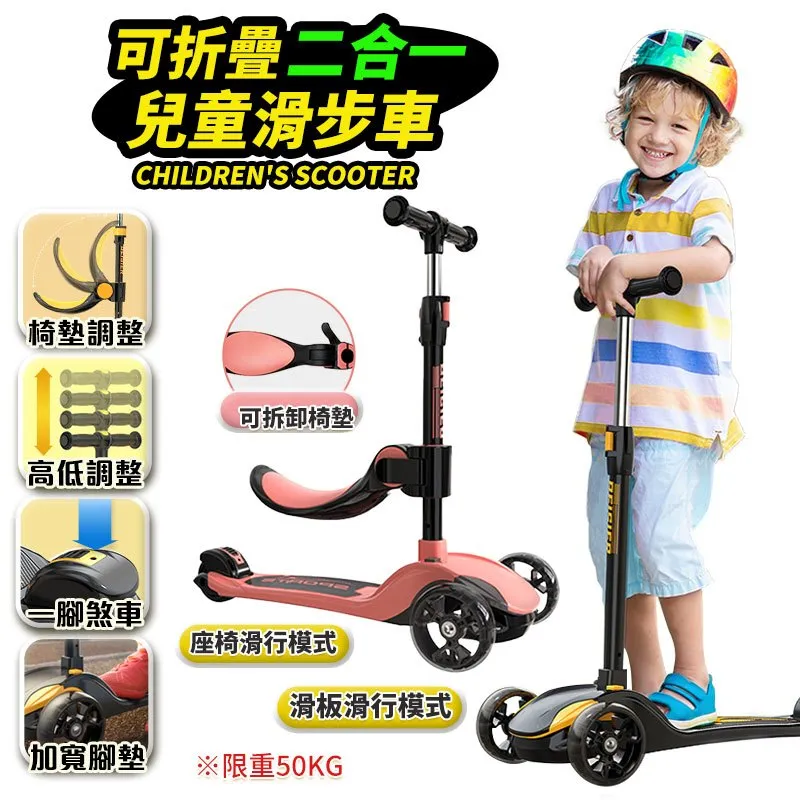 可折疊二合一
兒童滑步車
CHILDREN'S SCOOTER
椅墊調整
高低調整
一腳煞車
加寬腳墊
可拆卸椅墊
座椅滑行模式
滑板滑行模式
※限重50KG
SPORTS